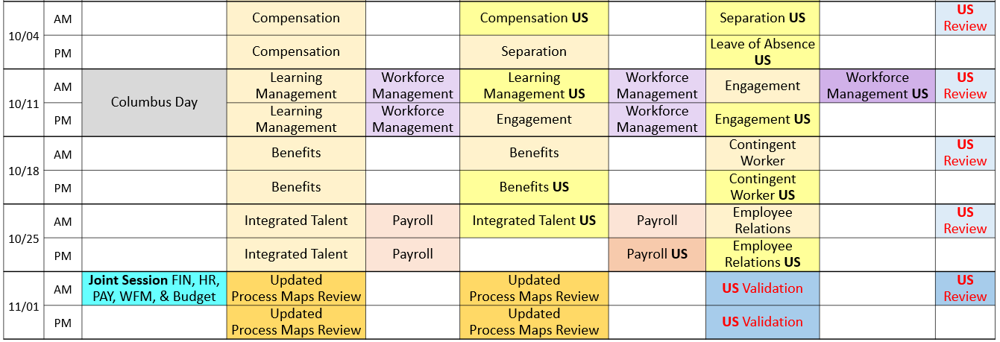 10/04
AM
Compensation
Compensation US
Separation US
US
Review
PM
Compensation
Separation
Leave of Absence
US
10/11
AM
Columbus Day
Learning
Management
Workforce
Management
Learning
Management US
Workforce
Management
Engagement
Workforce
Management US
US
Review
PM
Learning
Management
Workforce
Management
Engagement
Workforce
Management
Engagement US
10/18
AM
Benefits
Benefits
Contingent
Worker
US
Review
PM
Benefits
Benefits US
Contingent
Worker US
10/25
AM
Integrated Talent
Payroll
Integrated Talent US
Payroll
Employee
Relations
US
Review
PM
Integrated Talent
Payroll
Payroll US
Employee
Relations US
11/01
AM
Joint Session FIN, HR,
PAY, WFM, & Budget
Updated
Process Maps Review
Updated
Process Maps Review
US Validation
US
Review
PM
Updated
Process Maps Review
Updated
Process Maps Review
US Validation